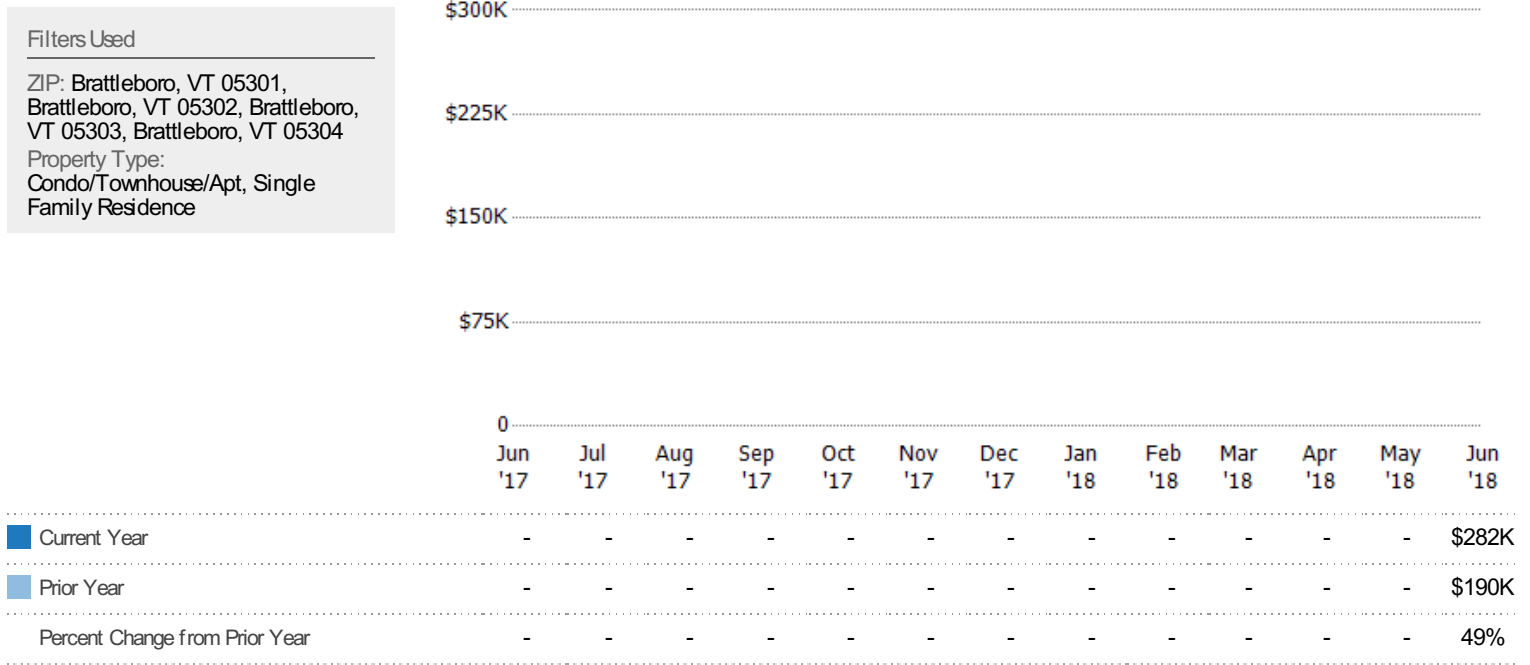 Filters Used
ZIP: Brattleboro, VT 05301,
Brattleboro, VT 05302, Brattleboro,
VT 05303, Brattleboro, VT 05304
Property Type:
Condo/Townhouse/Apt, Single
Family Residence
$300K
$225K
$150K
$75K
0
Jun Jul Aug Sep Oct Nov Dec Jan Feb Mar Apr May Jun
'17 '17 '17 '17 '17 '17 '17 '18 '18 '18 '18 '18 '18
Current Year - - - - - - - - - - - - $282K
Prior Year - - - - - - - - - - - - $190K
Percent Change from Prior Year - - - - - - - - - - - - 49%